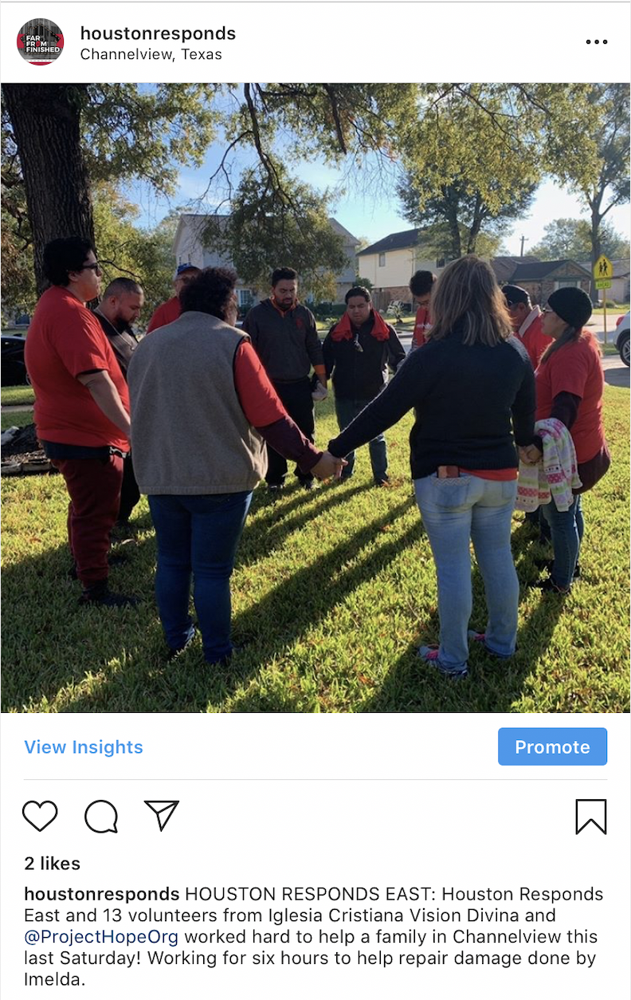 FAR
FROM
FINISHED
houstonresponds
Channelview, Texas
AHEAD
View Insights
Promote
2 likes
houstonresponds HOUSTON RESPONDS EAST: Houston Responds
East and 13 volunteers from Iglesia Cristiana Vision Divina and
@ProjectHopeOrg worked hard to help a family in Channelview this
last Saturday! Working for six hours to help repair damage done by
Imelda.